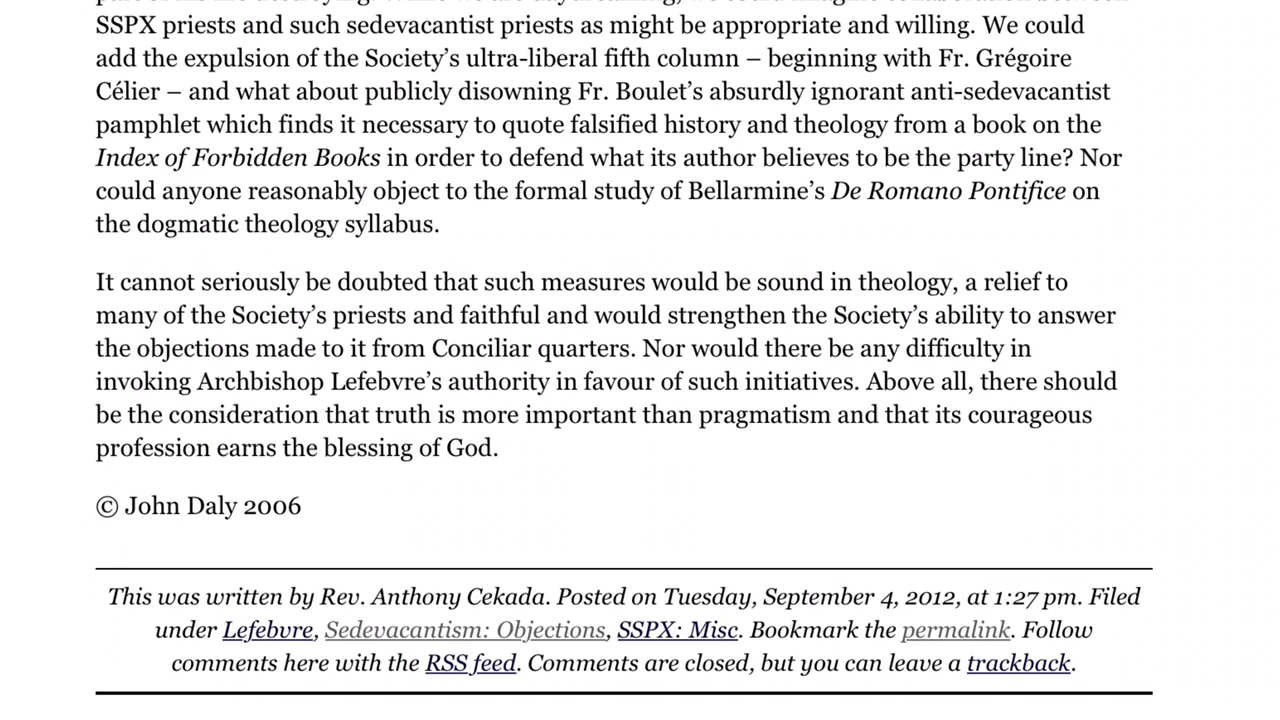 SSPX priests and such sedevacantist priests as might be appropriate and willing. We could
add the expulsion of the Society’s ultra-liberal fifth column – beginning with Fr. Grégoire
Célier – and what about publicly disowning Fr. Boulet’s absurdly ignorant anti-sedevacantist
pamphlet which finds it necessary to quote falsified history and theology from a book on the
Index of Forbidden Books in order to defend what its author believes to be the party line? Nor
could anyone reasonably object to the formal study of Bellarmine’s De Romano Pontifice on
the dogmatic theology syllabus.
It cannot seriously be doubted that such measures would be sound in theology, a relief to
many of the Society’s priests and faithful and would strengthen the Society’s ability to answer
the objections made to it from Conciliar quarters. Nor would there be any difficulty in
invoking Archbishop Lefebvre’s authority in favour of such initiatives. Above all, there should
be the consideration that truth is more important than pragmatism and that its courageous
profession earns the blessing of God.
© John Daly 2006
This was written by Rev. Anthony Cekada. Posted on Tuesday, September 4, 2012, at 1:27 pm. Filed
under Lefebvre, Sedevacantism: Objections, SSPX: Misc. Bookmark the permalink. Follow
comments here with the RSS feed. Comments are closed, but you can leave a trackback.